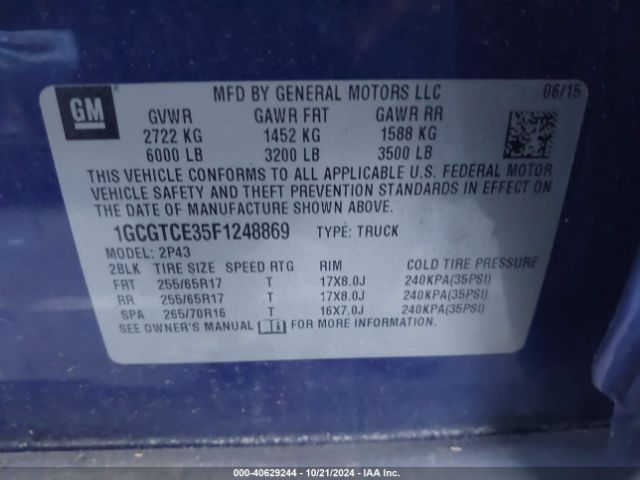 GM
MFD BY GENERAL MOTORS LLC 06/15
GVWR GAWR FRT GAWR RR
2722 KG 1452 KG 1588 KG
6000 LB 3200 LB 3500 LB
THIS VEHICLE CONFORMS TO ALL APPLICABLE U.S. FEDERAL MOTOR
VEHICLE SAFETY AND THEFT PREVENTION STANDARDS IN EFFECT ON
THE DATE OF MANUFACTURE SHOWN ABOVE.
1GCGTCE35F1248869 TYPE: TRUCK
MODEL: 2P43
2BLK TIRE SIZE SPEED RTG RIM COLD TIRE PRESSURE
FRT 255/65R17 T 17X8.0J 240KPA(35PSI)
RR 255/65R17 T 17X8.0J 240KPA(35PSI)
SPA 265/70R16 T 16X7.0J 240KPA(35PSI)
SEE OWNER'S MANUAL FOR MORE INFORMATION.
000-40629244 - 10/21/2024 - IAA Inc.